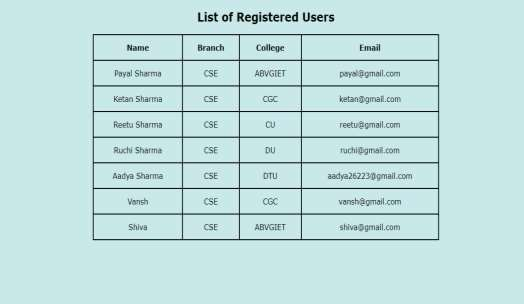 List of Registered Users
Name Branch College Email
Payal Sharma CSE ABVGIET payal@gmail.com
Ketan Sharma CSE CGC ketan@gmail.com
Reetu Sharma CSE CU reetu@gmail.com
Ruchi Sharma CSE DU ruchi@gmail.com
Aadya Sharma CSE DTU aadya26223@gmail.com
Vansh CSE CGC vansh@gmail.com
Shiva CSE ABVGIET shiva@gmail.com